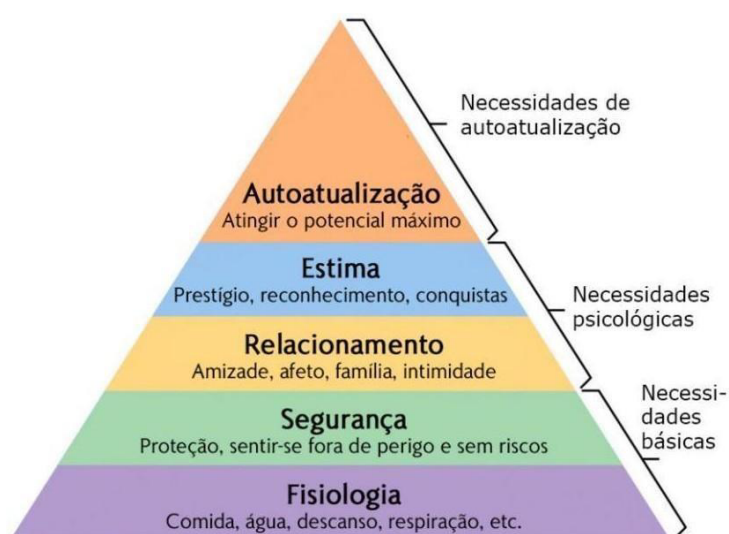 Necessidades de
autoatualização
Autoatualização
Atingir o potencial máximo
Estima
Prestígio, reconhecimento, conquistas
Necessidades
psicológicas
Relacionamento
Amizade, afeto, família, intimidade
Necessi-
dades
básicas
Segurança
Proteção, sentir-se fora de perigo e sem riscos
Fisiologia
Comida, água, descanso, respiração, etc.